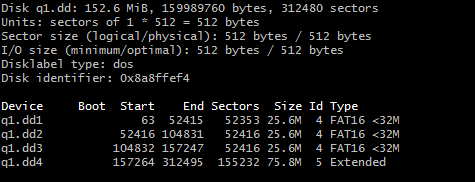 Disk q1.dd: 152.6 MiB, 159989760 bytes, 312480 sectors
Units: sectors of 1 * 512 = 512 bytes
Sector size (logical/physical): 512 bytes / 512 bytes
I/O size (minimum/optimal): 512 bytes / 512 bytes
Disklabel type: dos
Disk identifier: 0x8a8ffef4
Device Boot Start End Sectors Size Id Type
q1.dd1 63 52415 52353 25.6M 4 FAT16 <32M
q1.dd2 52416 104831 52416 25.6M 4 FAT16 <32M
q1.dd3 104832 157247 52416 25.6M 4 FAT16 <32M
q1.dd4 157264 312495 155232 75.8M 5 Extended